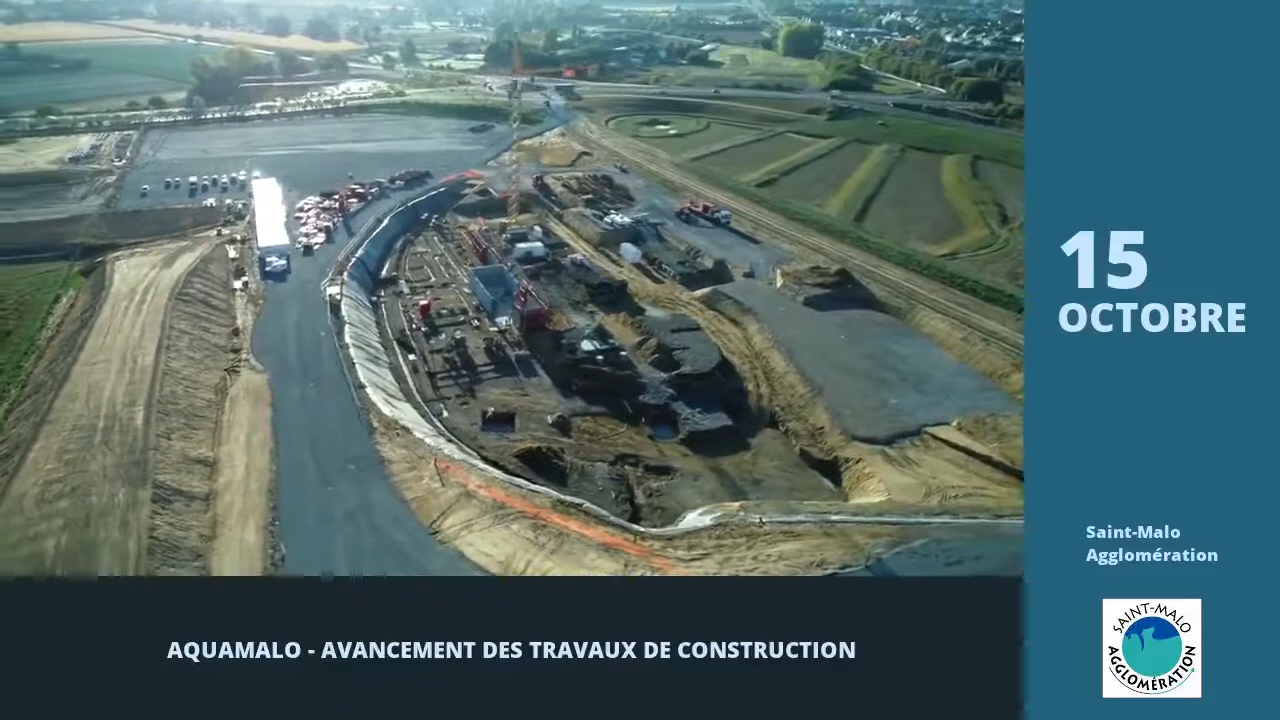 15
OCTOBRE
Saint-Malo
Agglomération
SAINT-MALO
AGGLOMÉRATION
AQUAMALO - AVANCEMENT DES TRAVAUX DE CONSTRUCTION